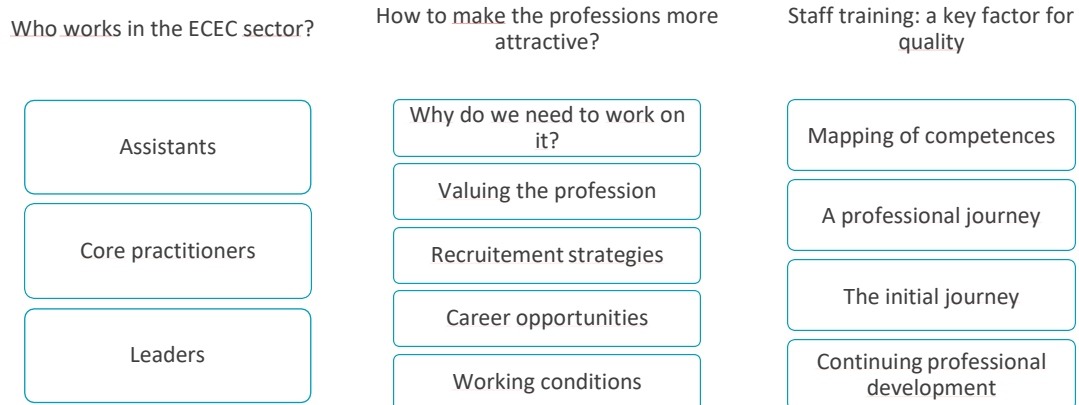 Who works in the ECEC sector?
Assistants
Core practitioners
Leaders
How to make the professions more
attractive?
Why do we need to work on
it?
Valuing the profession
Recruitement strategies
Career opportunities
Working conditions
Staff training: a key factor for
quality
Mapping of competences
A professional journey
The initial journey
Continuing professional
development